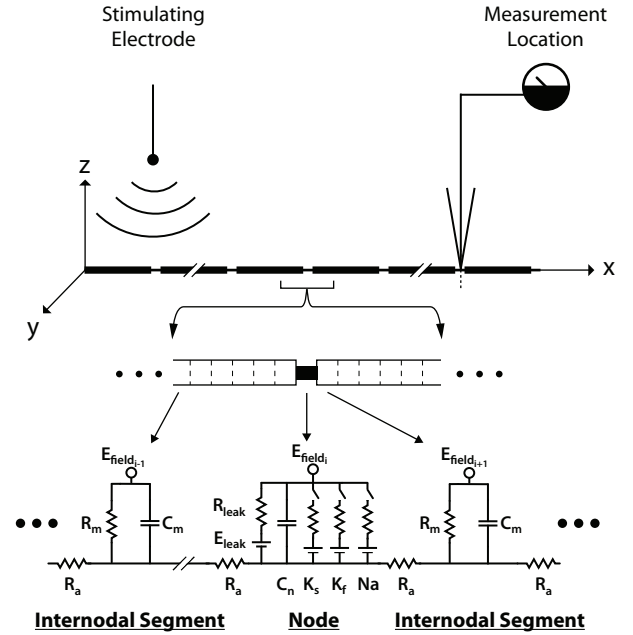 Stimulating
Electrode
Measurement
Location
z
x
y
E_field_i-1
E_field_i
E_field_i+1
R_m
C_m
R_leak
E_leak
R_m
C_m
R_a
R_a
C_n
K_s
K_f
Na
R_a
R_a
Internodal Segment
Node
Internodal Segment